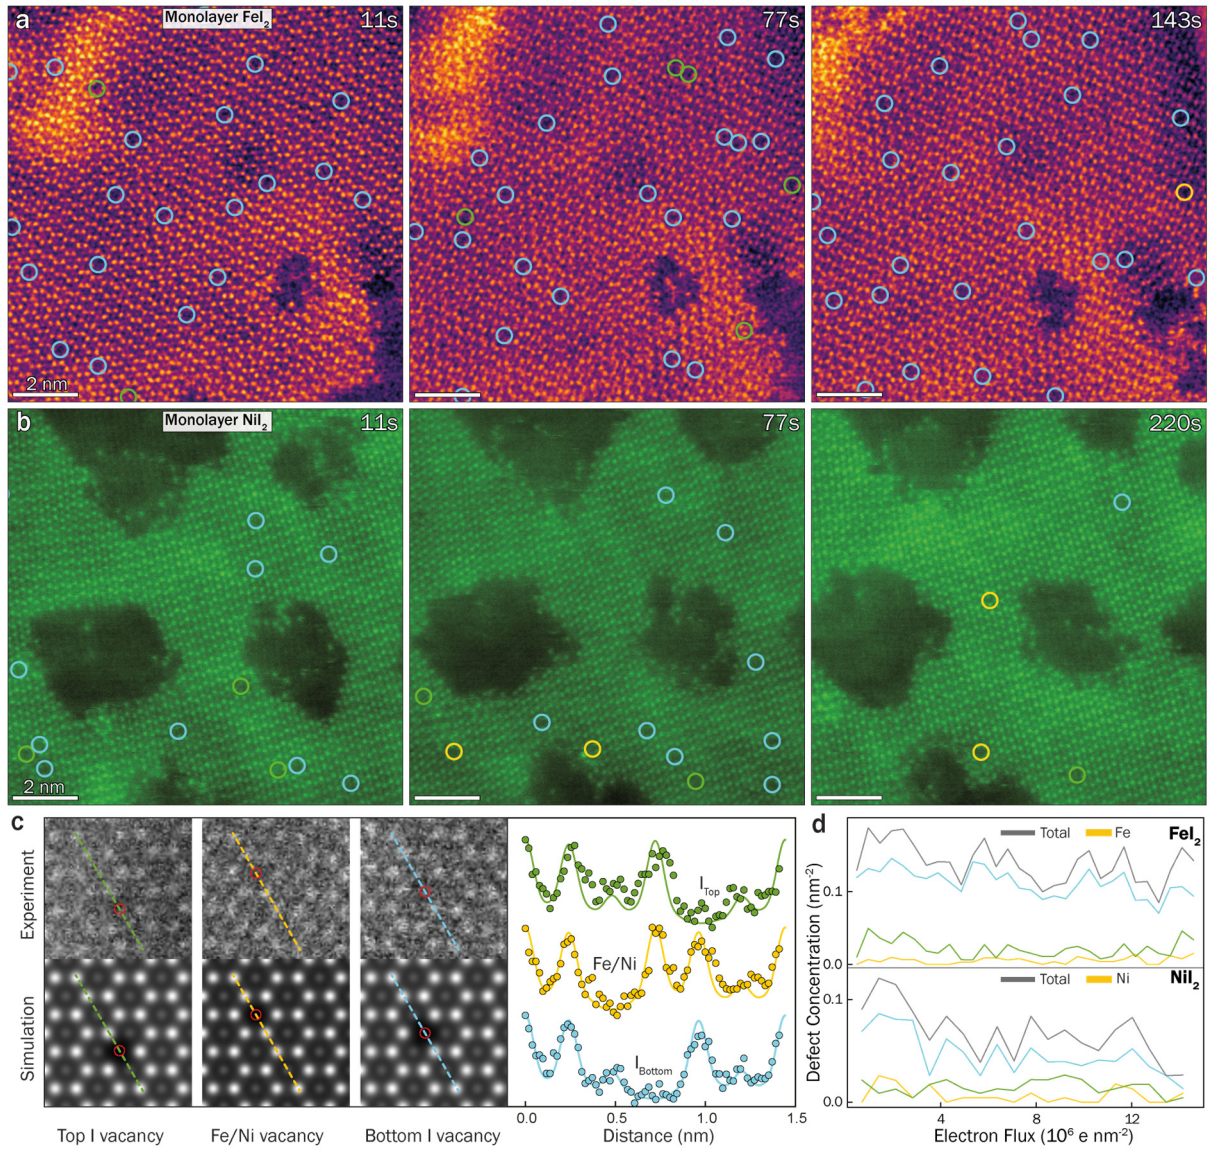 a
Monolayer FeI₂
11s
77s
143s
2 nm
b
Monolayer NiI₂
11s
77s
220s
2 nm
c
d
Experiment
Simulation
Top I vacancy
Fe/Ni vacancy
Bottom I vacancy
I_Top
Fe/Ni
I_Bottom
0.0
0.5
1.0
1.5
Distance (nm)
Total
Fe
FeI₂
0.1
0.0
Total
Ni
NiI₂
0.1
0.0
Defect Concentration (nm⁻²)
4
8
12
Electron Flux (10⁶ e nm⁻²)